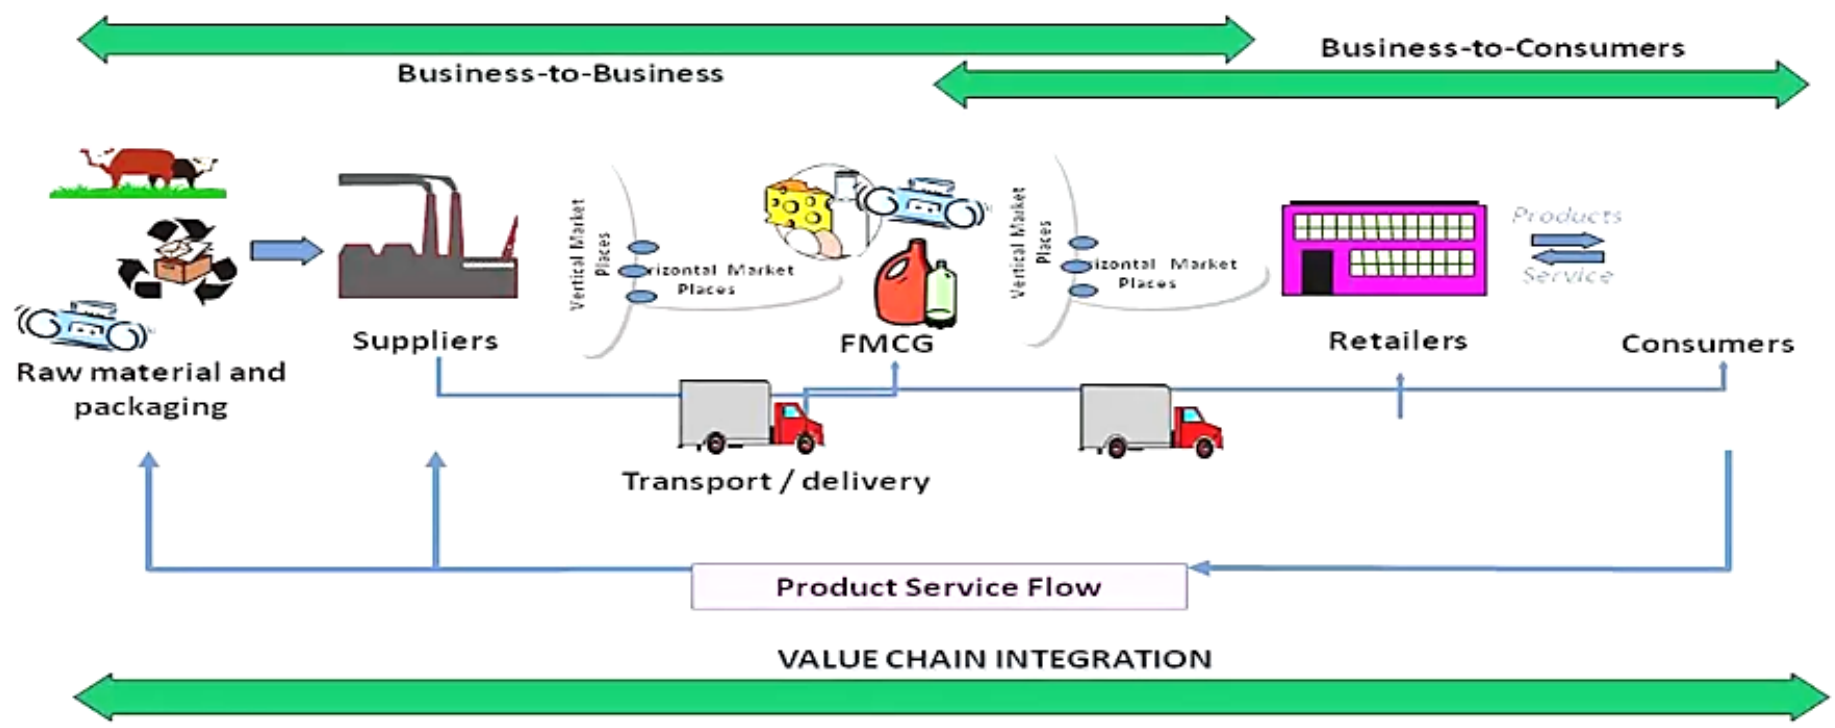 Business-to-Business
Business-to-Consumers
Vertical Market
Places
rizontal Market
Places
Vertical Market
Places
izontal Market
Places
Products
Service
Suppliers
FMCG
Retailers
Consumers
Raw material and
packaging
Transport / delivery
Product Service Flow
VALUE CHAIN INTEGRATION